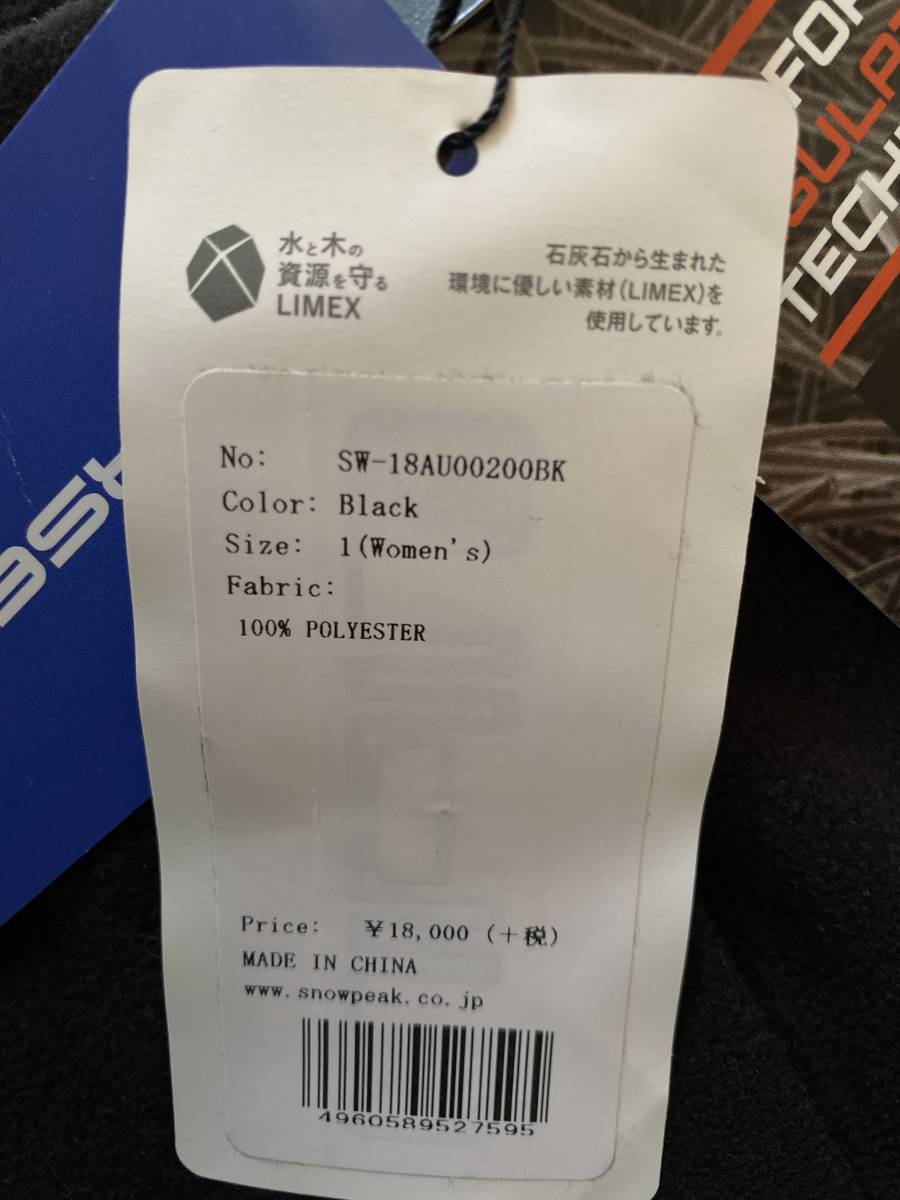 水と木の
資源を守る
LIMEX
石灰石から生まれた
環境に優しい素材(LIMEX)を
使用しています。
No: SW-18AU00200BK
Color: Black
Size: 1(Women's)
Fabric:
100% POLYESTER
Price: ¥18,000 (+税)
MADE IN CHINA
www.snowpeak.co.jp
4960589527595